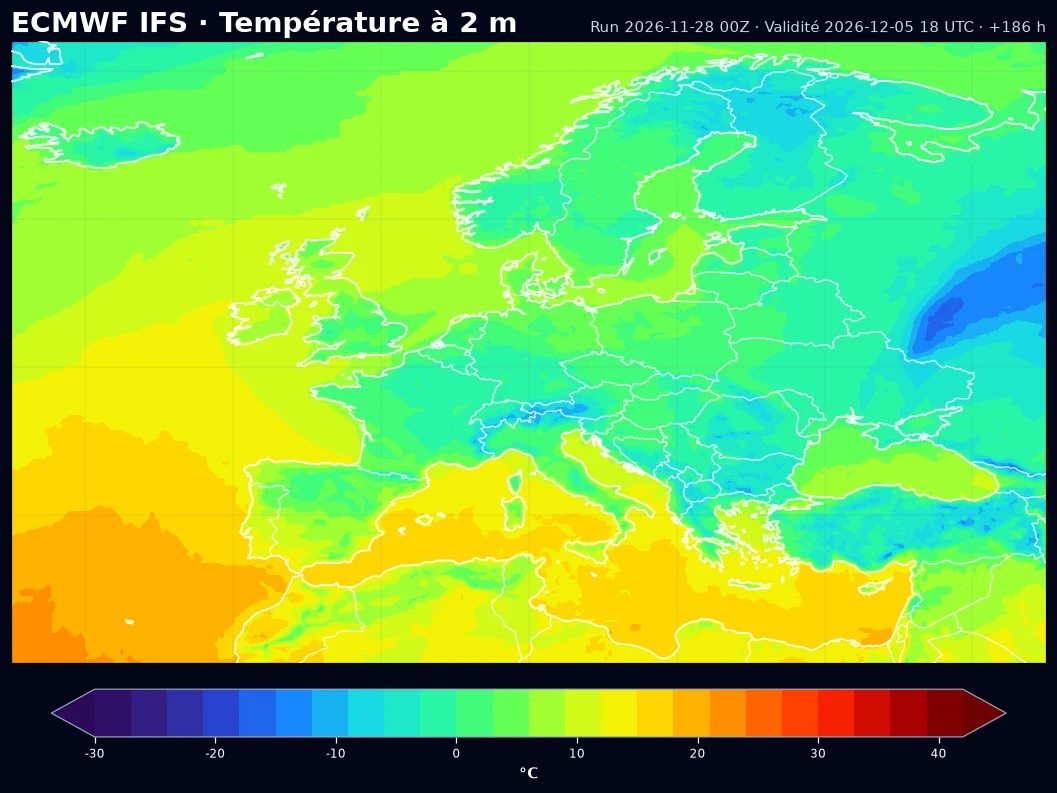 ECMWF IFS · Température à 2 m
Run 2026-11-28 00Z · Validité 2026-12-05 18 UTC · +186 h
-30 -20 -10 0 10 20 30 40
°C